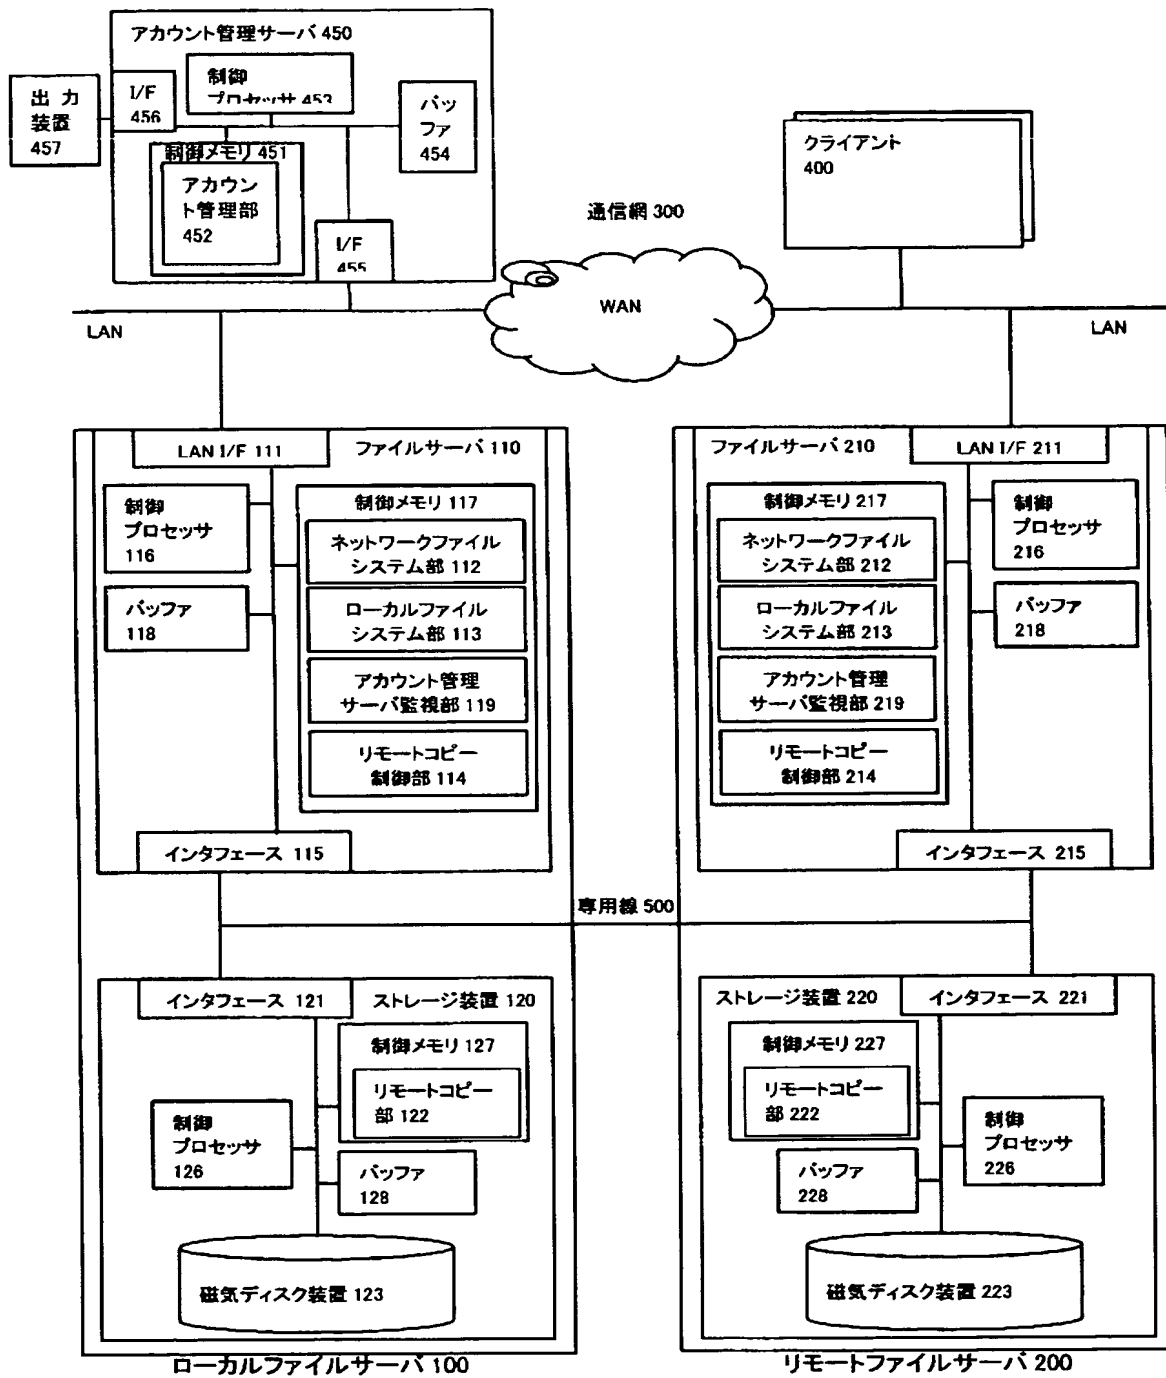 アカウント管理サーバ 450
制御
プロセッサ 453
I/F
456
出 力
装置
457
バッ
ファ
454
制御メモリ 451
アカウン
ト管理部
452
I/F
455
クライアント
400
通信網 300
WAN
LAN
LAN
LAN I/F 111
ファイルサーバ 110
制御
プロセッサ
116
バッファ
118
制御メモリ 117
ネットワークファイル
システム部 112
ローカルファイル
システム部 113
アカウント管理
サーバ監視部 119
リモートコピー
制御部 114
インタフェース 115
ファイルサーバ 210
LAN I/F 211
制御メモリ 217
ネットワークファイル
システム部 212
ローカルファイル
システム部 213
アカウント管理
サーバ監視部 219
リモートコピー
制御部 214
制御
プロセッサ
216
バッファ
218
インタフェース 215
専用線 500
インタフェース 121
ストレージ装置 120
制御メモリ 127
リモートコピー
部 122
制御
プロセッサ
126
バッファ
128
磁気ディスク装置 123
ローカルファイルサーバ 100
ストレージ装置 220
インタフェース 221
制御メモリ 227
リモートコピー
部 222
制御
プロセッサ
226
バッファ
228
磁気ディスク装置 223
リモートファイルサーバ 200